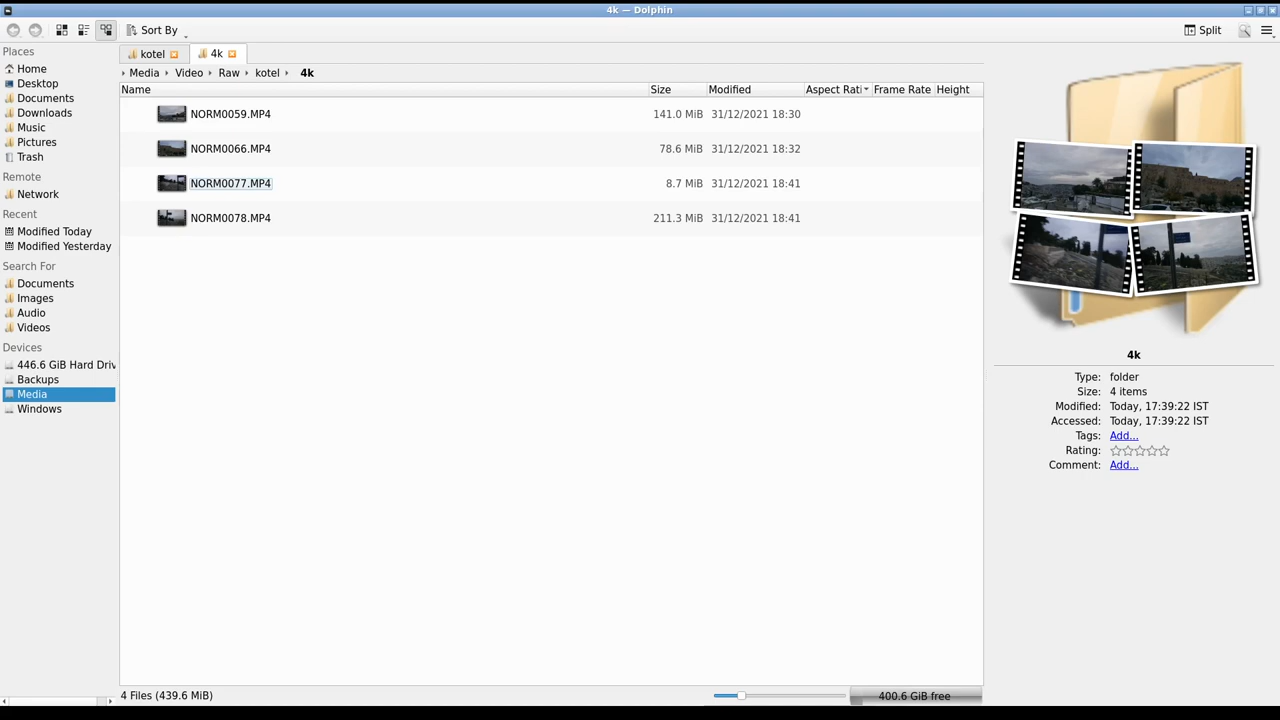 4k — Dolphin
Sort By
Split
Places
Home
Desktop
Documents
Downloads
Music
Pictures
Trash
Remote
Network
Recent
Modified Today
Modified Yesterday
Search For
Documents
Images
Audio
Videos
Devices
446.6 GiB Hard Driv
Backups
Media
Windows
kotel 4k
Media Video Raw kotel 4k
Name Size Modified Aspect Rati Frame Rate Height
NORM0059.MP4 141.0 MiB 31/12/2021 18:30
NORM0066.MP4 78.6 MiB 31/12/2021 18:32
NORM0077.MP4 8.7 MiB 31/12/2021 18:41
NORM0078.MP4 211.3 MiB 31/12/2021 18:41
4 Files (439.6 MiB)
400.6 GiB free
4k
Type: folder
Size: 4 items
Modified: Today, 17:39:22 IST
Accessed: Today, 17:39:22 IST
Tags: Add...
Rating:
Comment: Add...